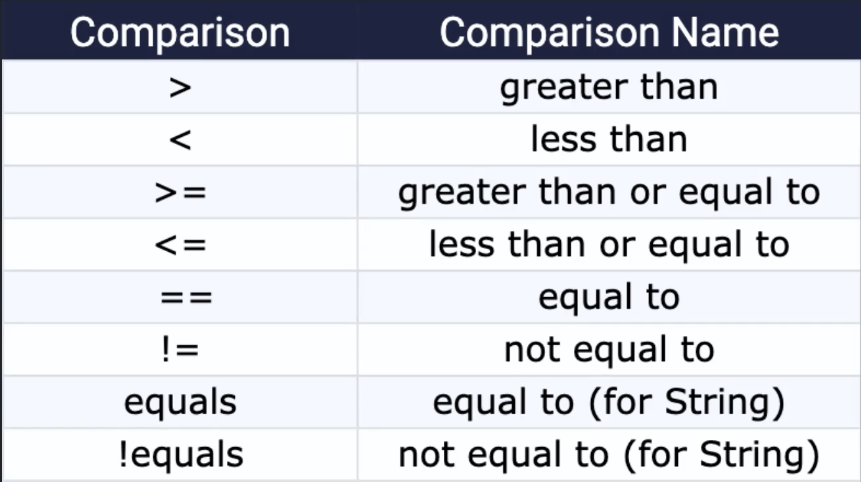 Comparison Comparison Name
> greater than
< less than
>= greater than or equal to
<= less than or equal to
== equal to
!= not equal to
equals equal to (for String)
!equals not equal to (for String)